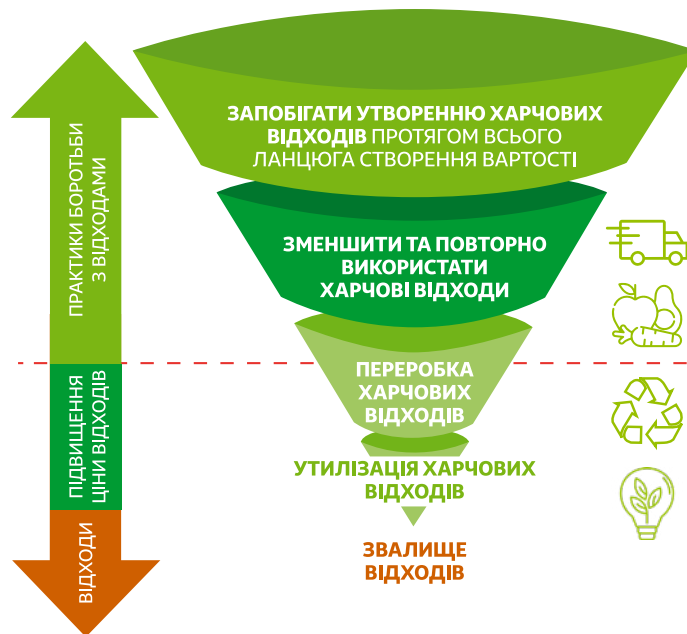 ЗАПОБІГАТИ УТВОРЕННЮ ХАРЧОВИХ
ВІДХОДІВ ПРОТЯГОМ ВСЬОГО
ЛАНЦЮГА СТВОРЕННЯ ВАРТОСТІ
ЗМЕНШИТИ ТА ПОВТОРНО
ВИКОРИСТАТИ
ХАРЧОВІ ВІДХОДИ
ПЕРЕРОБКА
ХАРЧОВИХ
ВІДХОДІВ
УТИЛІЗАЦІЯ ХАРЧОВИХ
ВІДХОДІВ
ЗВАЛИЩЕ
ВІДХОДІВ
ПРАКТИКИ БОРОТЬБИ
З ВІДХОДАМИ
ПІДВИЩЕННЯ
ЦІНИ ВІДХОДІВ
ВІДХОДИ